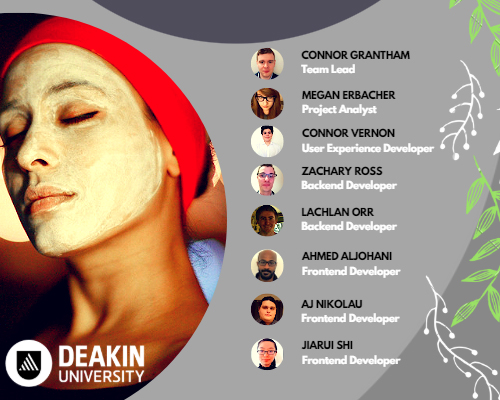 CONNOR GRANTHAM
Team Lead
MEGAN ERBACHER
Project Analyst
CONNOR VERNON
User Experience Developer
ZACHARY ROSS
Backend Developer
LACHLAN ORR
Backend Developer
AHMED ALJOHANI
Frontend Developer
AJ NIKOLAU
Frontend Developer
JIARUI SHI
Frontend Developer
DEAKIN
UNIVERSITY